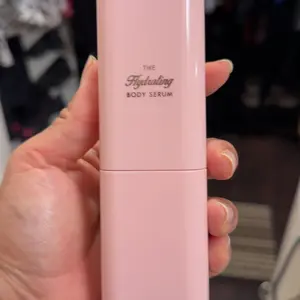 THE
Hydrating
BODY SERUM